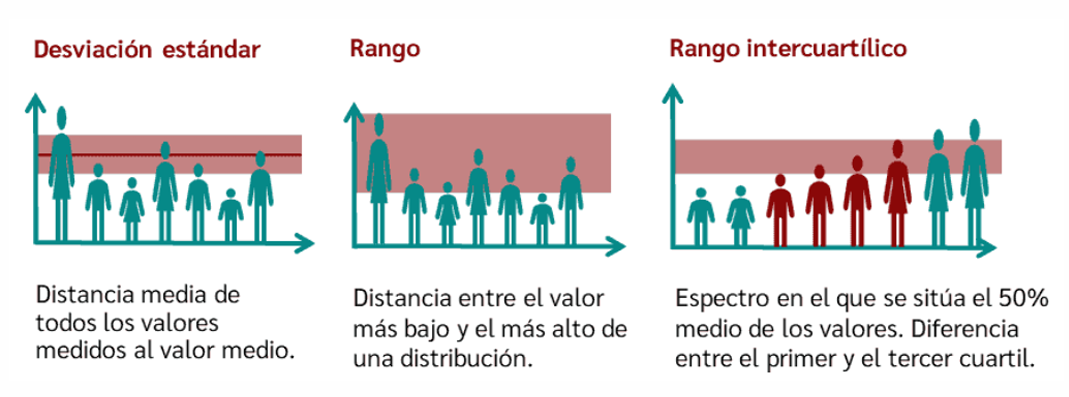 Desviación estándar
Distancia media de
todos los valores
medidos al valor medio.
Rango
Distancia entre el valor
más bajo y el más alto de
una distribución.
Rango intercuartílico
Espectro en el que se sitúa el 50%
medio de los valores. Diferencia
entre el primer y el tercer cuartil.